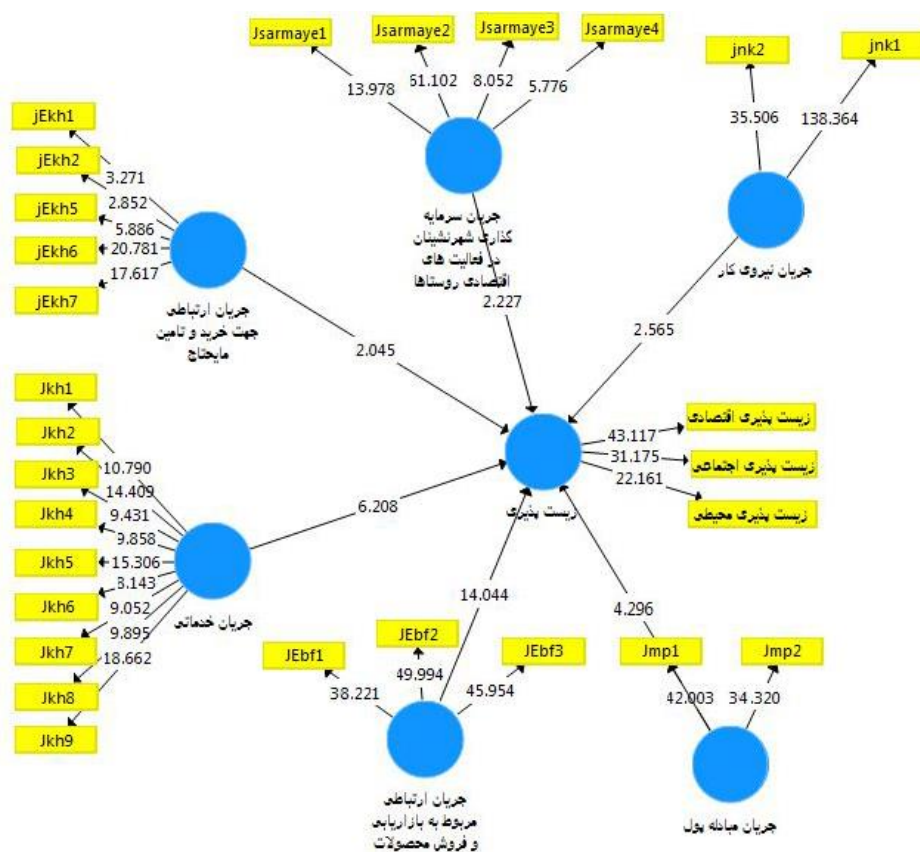 Jsarmaye1
Jsarmaye2
Jsarmaye3
Jsarmaye4
13.978
61.102
8.052
5.776
jnk2
jnk1
35.506
138.364
jEkh1
jEkh2
jEkh5
jEkh6
jEkh7
3.271
2.852
5.886
20.781
17.617
جریان سرمایه
گذاری شهرنشینان
در فعالیت های
اقتصادی روستاها
جریان نیروی کار
جریان ارتباطی
جهت خرید و تامین
مایحتاج
2.045
2.227
2.565
Jkh1
Jkh2
Jkh3
Jkh4
Jkh5
Jkh6
Jkh7
Jkh8
Jkh9
10.790
14.409
9.431
9.858
15.306
8.143
9.052
9.895
18.662
جریان خدماتی
6.208
زیست پذیری
43.117
31.175
22.161
زیست پذیری اقتصادی
زیست پذیری اجتماعی
زیست پذیری محیطی
14.044
4.296
JEbf1
JEbf2
JEbf3
38.221
49.994
45.954
جریان ارتباطی
مربوط به بازاریابی
و فروش محصولات
Jmp1
Jmp2
42.003
34.320
جریان مبادله پول